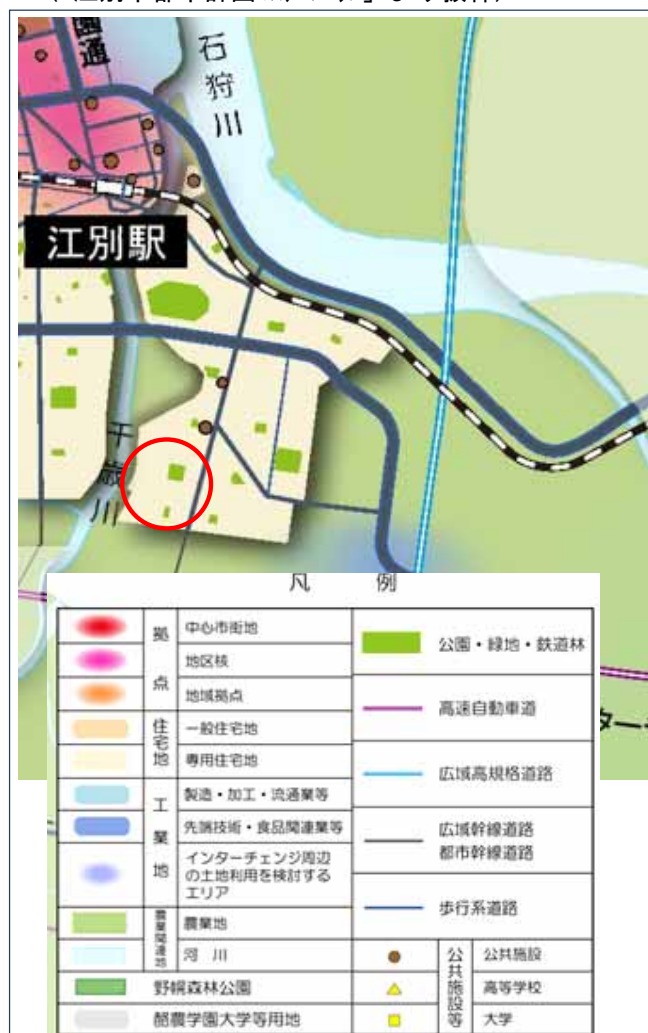 石狩川
江別駅
千歳川
凡 例
拠点
中心市街地
地区核
地域拠点
住宅地
一般住宅地
専用住宅地
工業地
製造・加工・流通業等
先端技術・食品関連業等
インターチェンジ周辺
の土地利用を検討する
エリア
農業関連地
農業地
河 川
野幌森林公園
酪農学園大学等用地
公園・緑地・鉄道林
高速自動車道
広域高規格道路
広域幹線道路
都市幹線道路
歩行系道路
公共施設等
公共施設
高等学校
大学